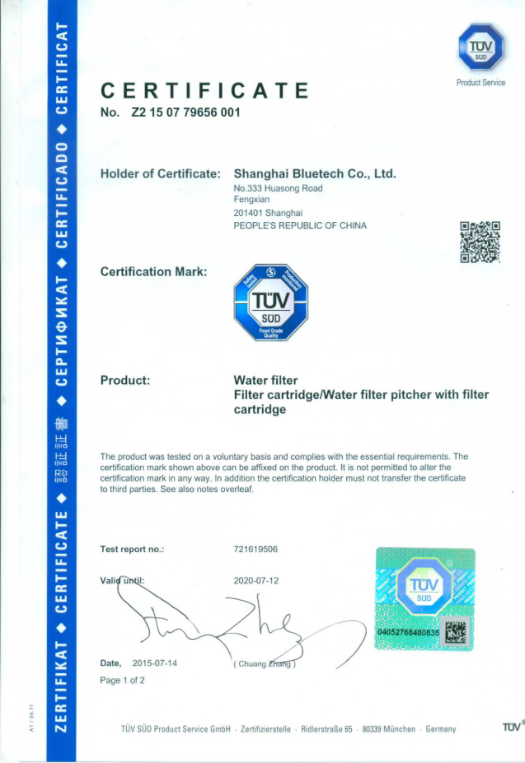 TÜV
SÜD
Product Service
CERTIFICATE
No. Z2 15 07 79656 001
Holder of Certificate: Shanghai Bluetech Co., Ltd.
No.333 Huasong Road
Fengxian
201401 Shanghai
PEOPLE'S REPUBLIC OF CHINA
Certification Mark:
TÜV
SÜD
Food Grade
Quality
Product: Water filter
Filter cartridge/Water filter pitcher with filter
cartridge
The product was tested on a voluntary basis and complies with the essential requirements. The
certification mark shown above can be affixed on the product. It is not permitted to alter the
certification mark in any way. In addition the certification holder must not transfer the certificate
to third parties. See also notes overleaf.
Test report no.: 721619506
Valid until: 2020-07-12
TÜV
SÜD
04052768480835
Date, 2015-07-14
( Chuang Zhang )
Page 1 of 2
TÜV SÜD Product Service GmbH · Zertifizierstelle · Ridlerstraße 65 · 80339 München · Germany
TÜV®
A1 / 04.11
ZERTIFIKAT ◆ CERTIFICATE ◆ 認証証書 ◆ СЕРТИФИКАТ ◆ CERTIFICADO ◆ CERTIFICAT